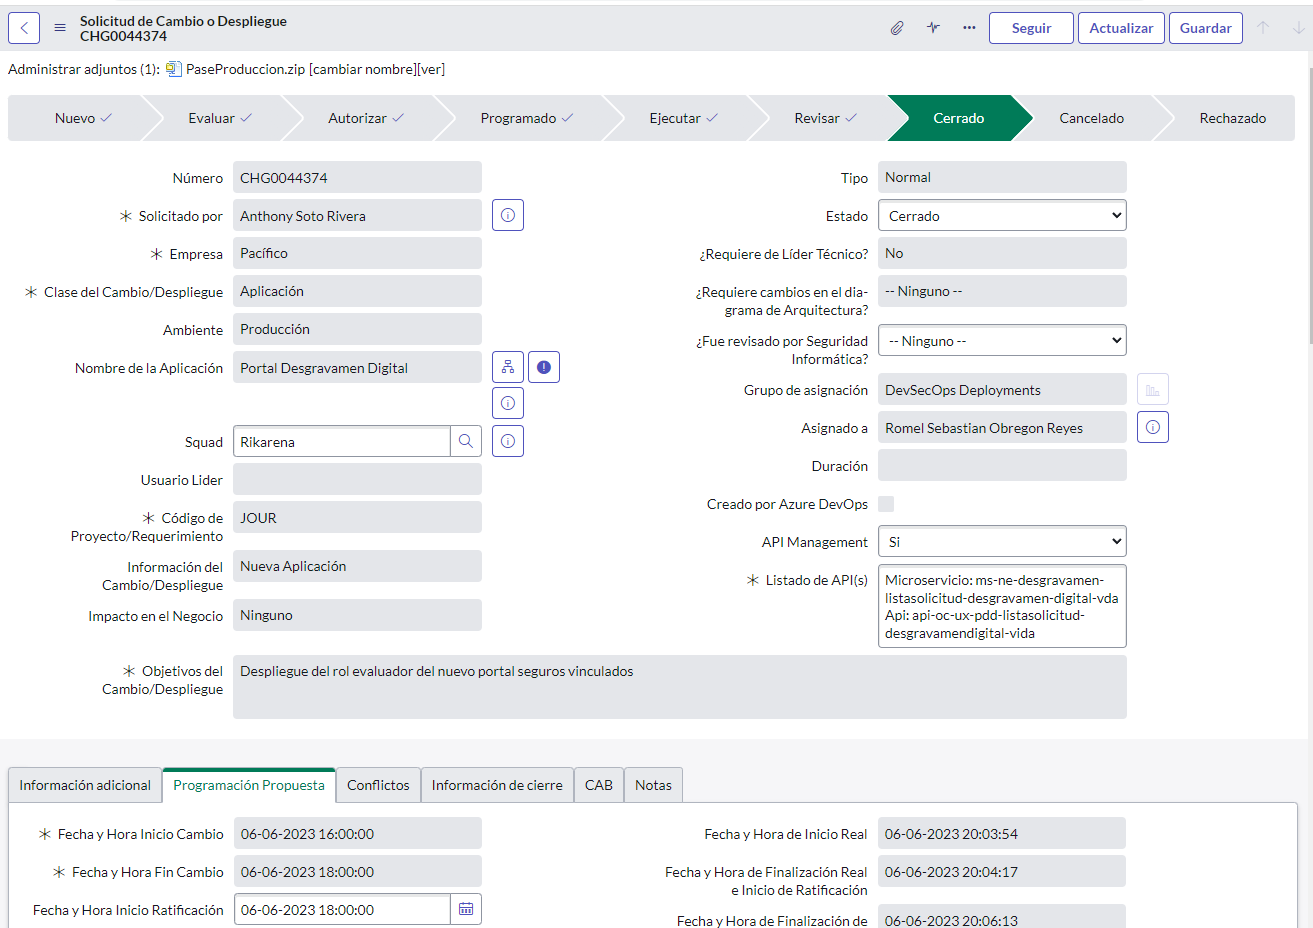 Solicitud de Cambio o Despliegue
CHG0044374
Seguir
Actualizar
Guardar
Administrar adjuntos (1): PaseProduccion.zip [cambiar nombre][ver]
Nuevo
Evaluar
Autorizar
Programado
Ejecutar
Revisar
Cerrado
Cancelado
Rechazado
Número CHG0044374
Solicitado por Anthony Soto Rivera
Empresa Pacífico
Clase del Cambio/Despliegue Aplicación
Ambiente Producción
Nombre de la Aplicación Portal Desgravamen Digital
Squad Rikarena
Usuario Lider
Código de
Proyecto/Requerimiento
JOUR
Información del
Cambio/Despliegue
Nueva Aplicación
Impacto en el Negocio Ninguno
Tipo Normal
Estado Cerrado
¿Requiere de Líder Técnico? No
¿Requiere cambios en el dia-
grama de Arquitectura?
-- Ninguno --
¿Fue revisado por Seguridad
Informática?
-- Ninguno --
Grupo de asignación DevSecOps Deployments
Asignado a Romel Sebastian Obregon Reyes
Duración
Creado por Azure DevOps
API Management Si
Listado de API(s)
Microservicio: ms-ne-desgravamen-
listasolicitud-desgravamen-digital-vda
Api: api-oc-ux-pdd-listasolicitud-
desgravamendigital-vida
Objetivos del
Cambio/Despliegue
Despliegue del rol evaluador del nuevo portal seguros vinculados
Información adicional
Programación Propuesta
Conflictos
Información de cierre
CAB
Notas
Fecha y Hora Inicio Cambio 06-06-2023 16:00:00
Fecha y Hora Fin Cambio 06-06-2023 18:00:00
Fecha y Hora Inicio Ratificación 06-06-2023 18:00:00
Fecha y Hora de Inicio Real 06-06-2023 20:03:54
Fecha y Hora de Finalización Real
e Inicio de Ratificación
06-06-2023 20:04:17
Fecha y Hora de Finalización de 06-06-2023 20:06:13